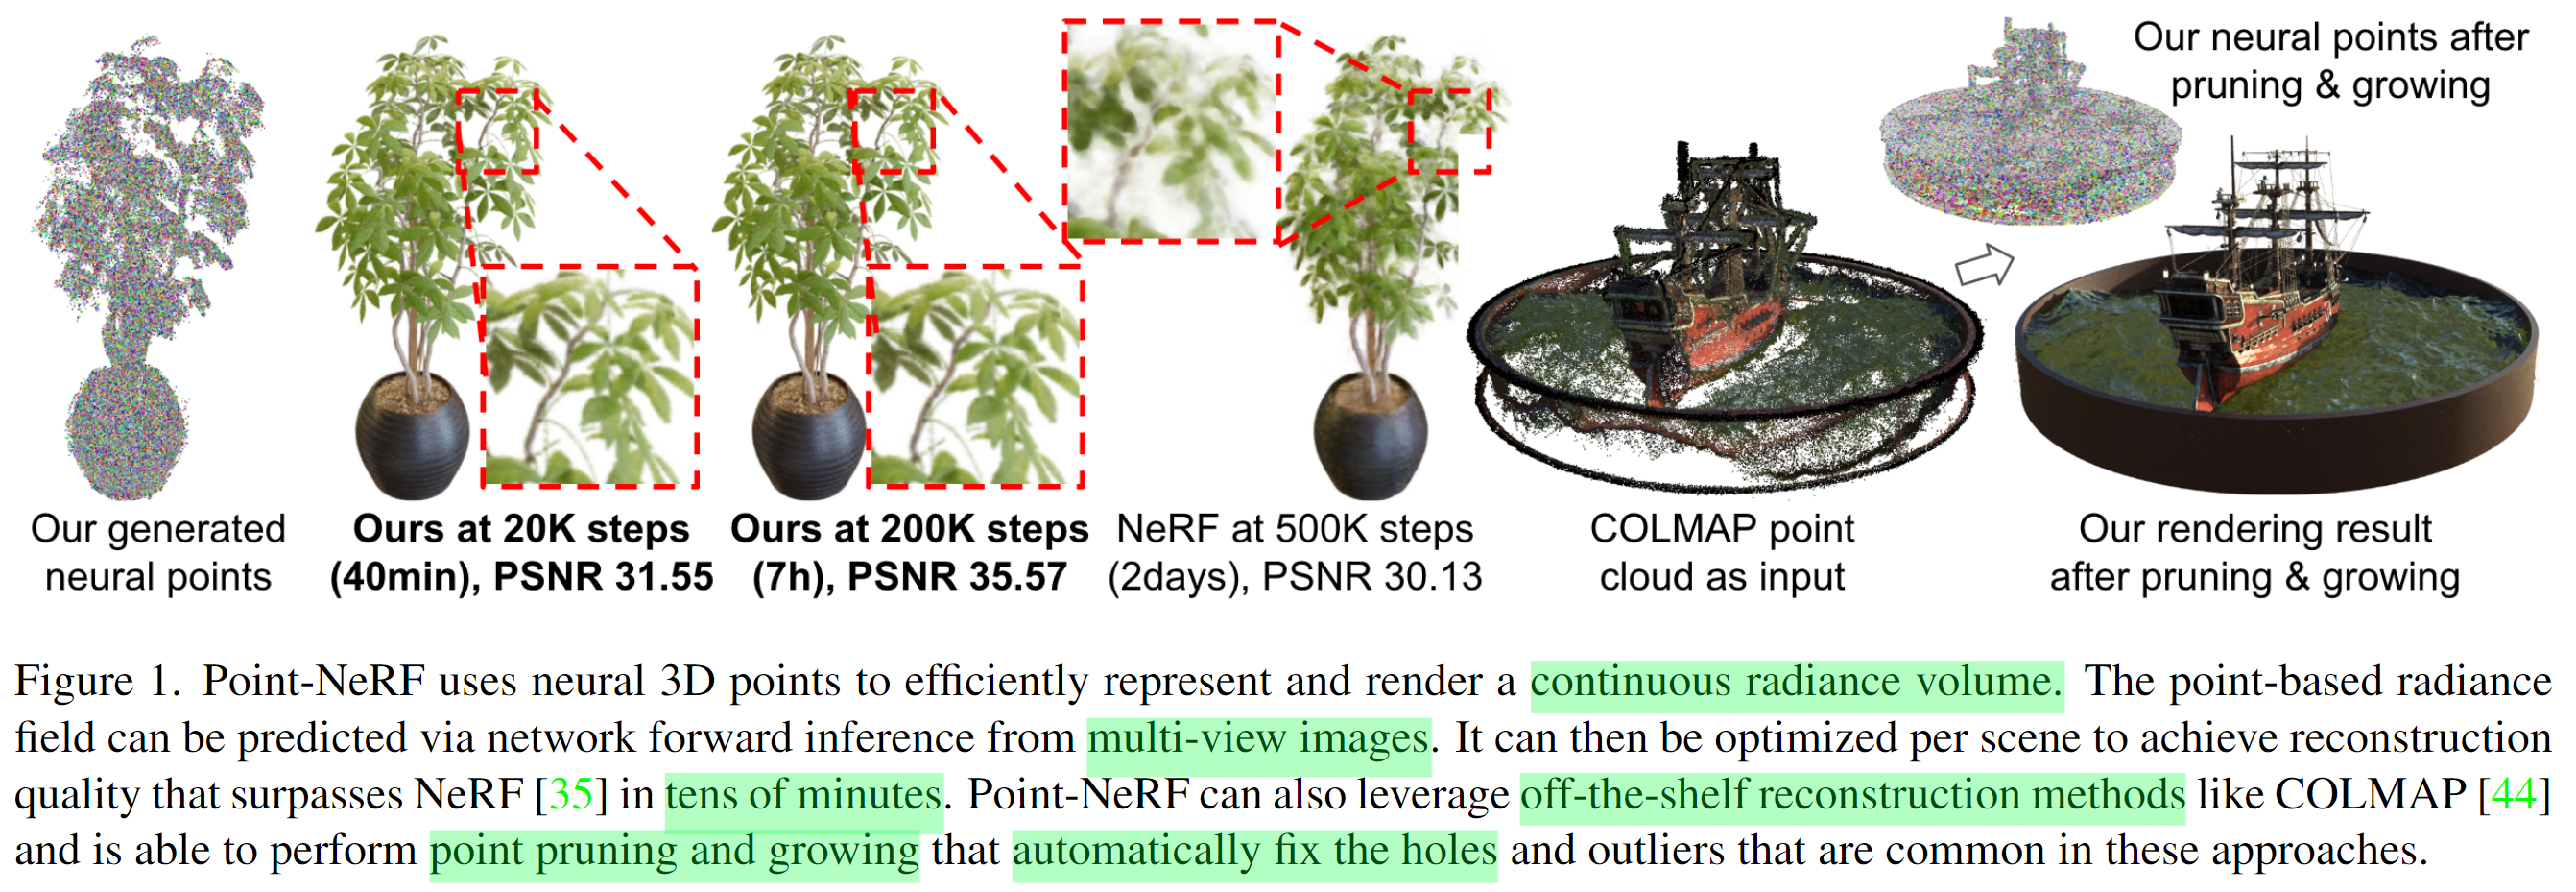 Our neural points after
pruning & growing
Our generated
neural points
Ours at 20K steps
(40min), PSNR 31.55
Ours at 200K steps
(7h), PSNR 35.57
NeRF at 500K steps
(2days), PSNR 30.13
COLMAP point
cloud as input
Our rendering result
after pruning & growing
Figure 1. Point-NeRF uses neural 3D points to efficiently represent and render a continuous radiance volume. The point-based radiance
field can be predicted via network forward inference from multi-view images. It can then be optimized per scene to achieve reconstruction
quality that surpasses NeRF [35] in tens of minutes. Point-NeRF can also leverage off-the-shelf reconstruction methods like COLMAP [44]
and is able to perform point pruning and growing that automatically fix the holes and outliers that are common in these approaches.